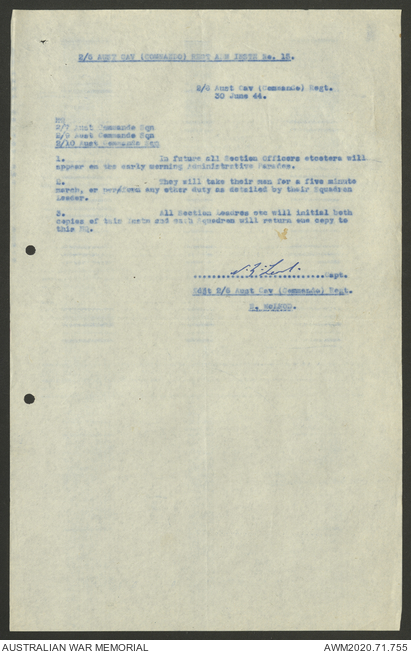 2/6 AUST CAV (COMMANDO) REGT ADM INSTR No. 18.
2/6 Aust Cav (Commando) Regt.
30 June 44.
HQ
2/7 Aust Commando Sqn
2/9 Aust Commando Sqn
2/10 Aust Commando Sqn
1. In future all Section Officers etcetera will
appear on the early morning Administrative Parades.
2. They will take their men for a five minute
march, or perform any other duty as detailed by their Squadron
Leader.
3. All Section Leaders etc will initial both
copies of this Instn and each Squadron will return one copy to
this HQ.
Capt.
Adjt 2/6 Aust Cav (Commando) Regt.
AUSTRALIAN WAR MEMORIAL
AWM2020.71.755